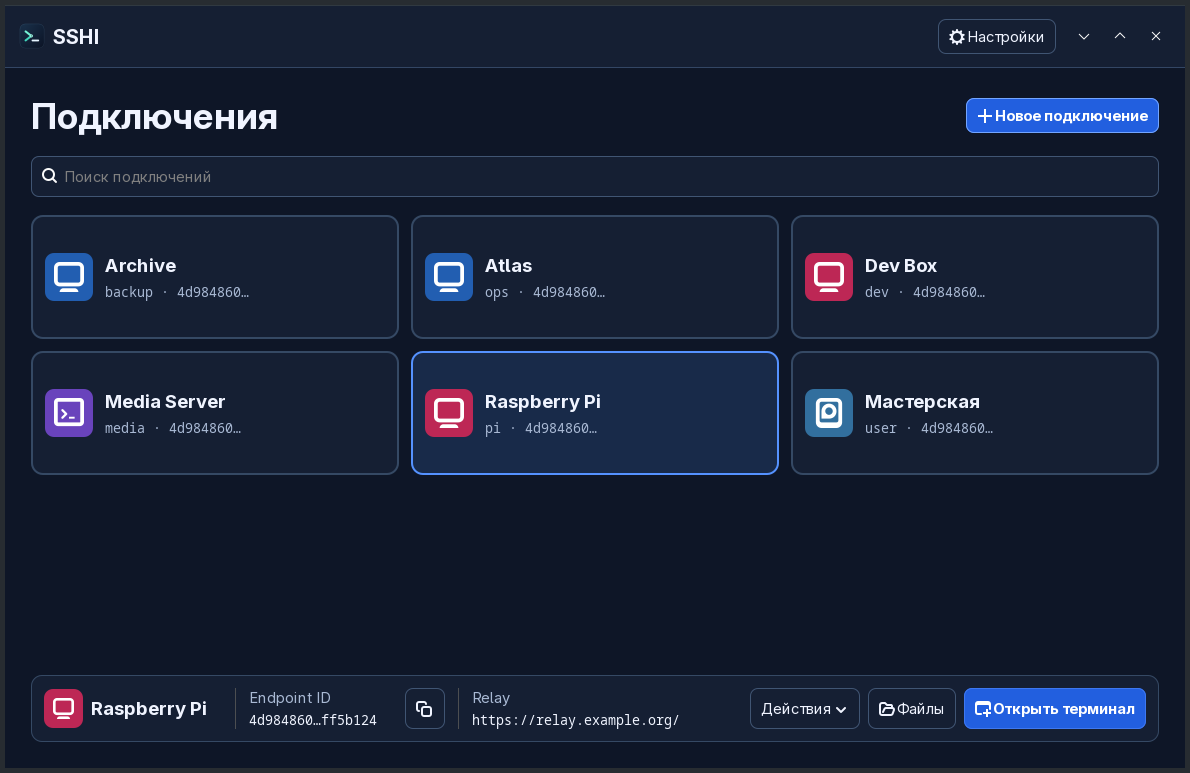 SSHI
Настройки
Подключения
Новое подключение
Поиск подключений
Archive
backup · 4d984860…
Atlas
ops · 4d984860…
Dev Box
dev · 4d984860…
Media Server
media · 4d984860…
Raspberry Pi
pi · 4d984860…
Мастерская
user · 4d984860…
Raspberry Pi
Endpoint ID
4d984860…ff5b124
Relay
https://relay.example.org/
Действия
Файлы
Открыть терминал